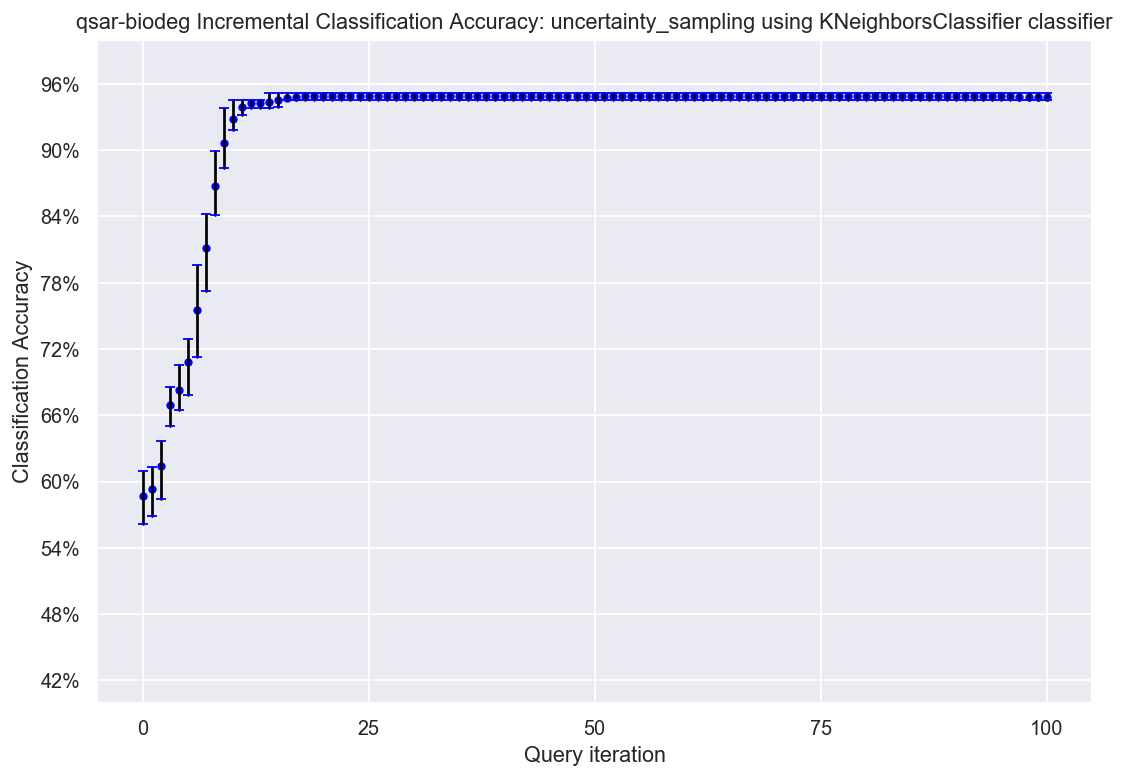 qsar-biodeg Incremental Classification Accuracy: uncertainty_sampling using KNeighborsClassifier classifier
96%
90%
84%
78%
72%
66%
60%
54%
48%
42%
Classification Accuracy
0 25 50 75 100
Query iteration